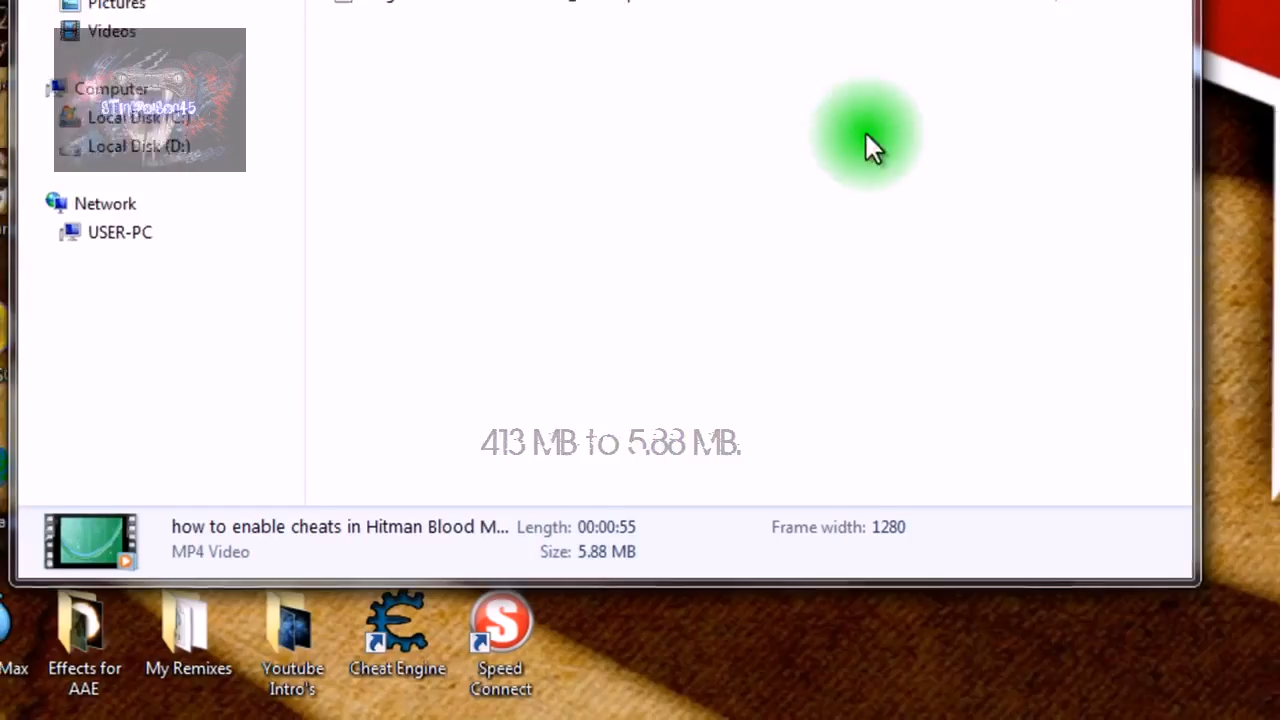 Pictures
Videos
Computer
Local Disk (C:)
Local Disk (D:)
Network
USER-PC
413 MB to 5.88 MB.
how to enable cheats in Hitman Blood M... Length: 00:00:55 Frame width: 1280
MP4 Video Size: 5.88 MB
Max
Effects for AAE
My Remixes
Youtube Intro's
Cheat Engine
Speed Connect